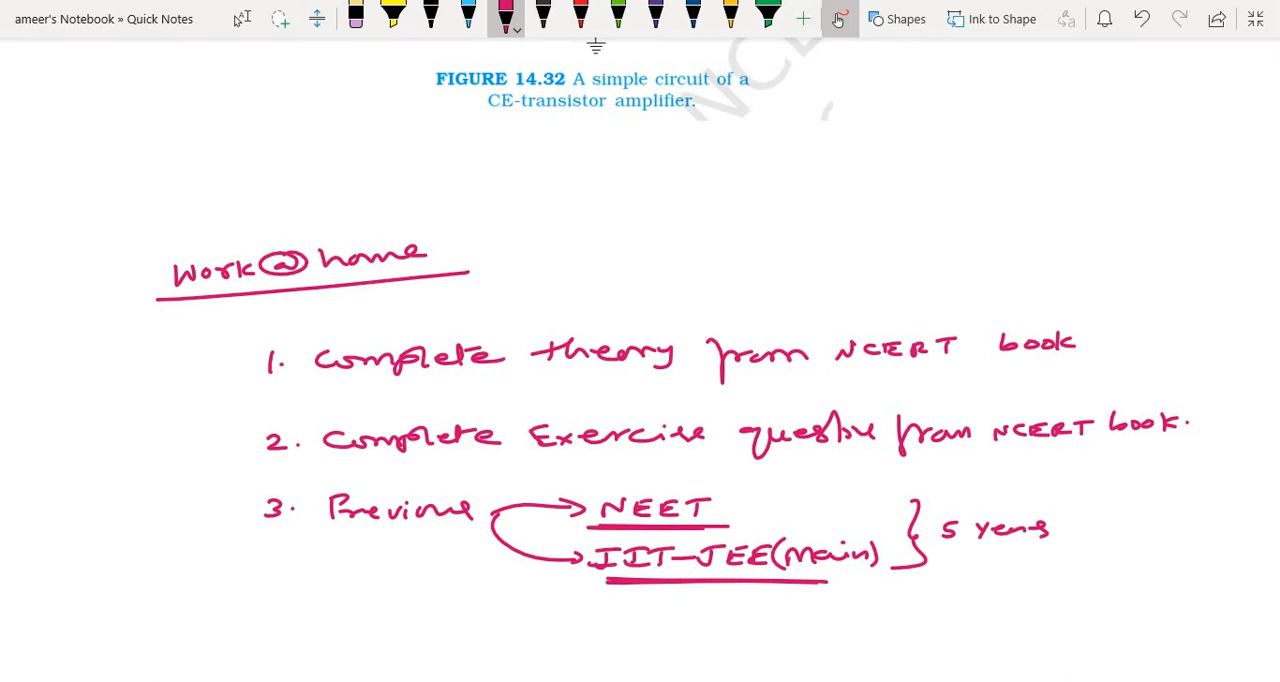 ameer's Notebook » Quick Notes
Shapes
Ink to Shape
FIGURE 14.32 A simple circuit of a
CE-transistor amplifier.
NCE
Work@home
1. Complete theory from NCERT book
2. Complete Exercise questions from NCERT book.
3. Previous NEET
IIT-JEE(Main) } 5 years